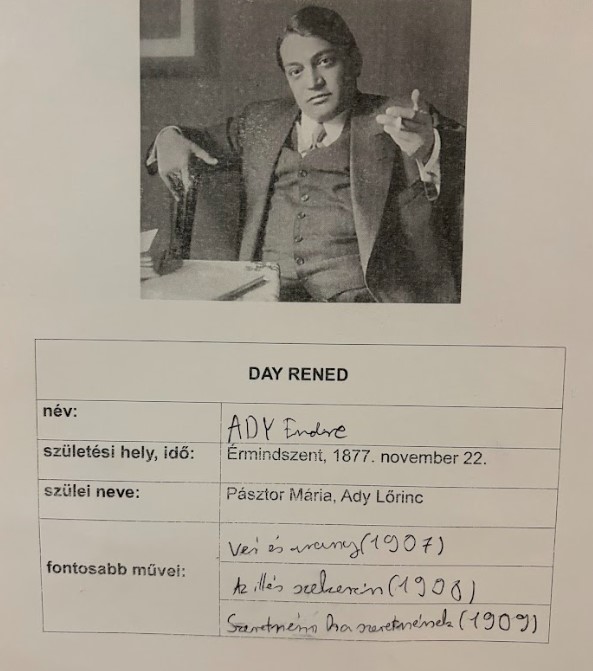 DAY RENED
név: ADY Endre
születési hely, idő: Érmindszent, 1877. november 22.
szülei neve: Pásztor Mária, Ady Lőrinc
fontosabb művei:
Vér és arany (1907)
Az Illés szekerén (1908)
Szeretném ha szeretnének (1909)